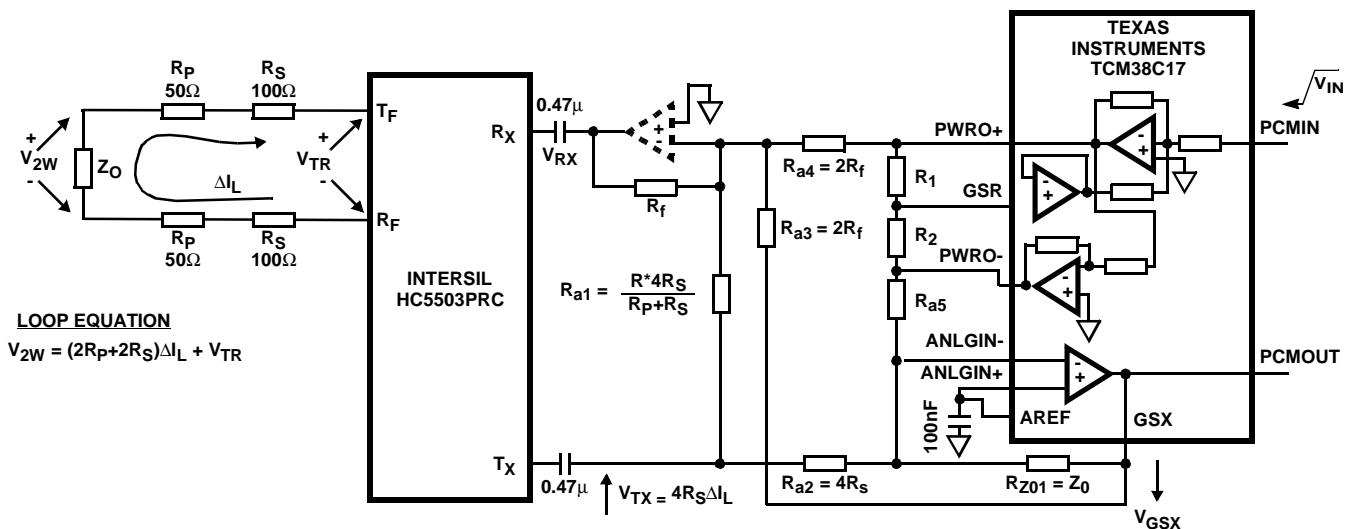 TEXAS
INSTRUMENTS
TCM38C17
R_P
50Ω
R_S
100Ω
T_F
+
V_2W
-
Z_O
ΔI_L
+
V_TR
-
R_F
R_P
50Ω
R_S
100Ω
INTERSIL
HC5503PRC
R_X
0.47µ
V_RX
+
-
R_f
R_a4 = 2R_f
R_a3 = 2R_f
R_a1 = R*4R_S
R_P+R_S
R_1
R_2
R_a5
PWRO+
GSR
PWRO-
ANLGIN-
ANLGIN+
100nF
AREF
GSX
-
+
-
+
-
+
-
+
V_IN
PCMIN
PCMOUT
LOOP EQUATION
V_2W = (2R_P+2R_S)ΔI_L + V_TR
T_X
0.47µ
V_TX = 4R_SΔI_L
R_a2 = 4R_s
R_Z01 = Z_0
V_GSX